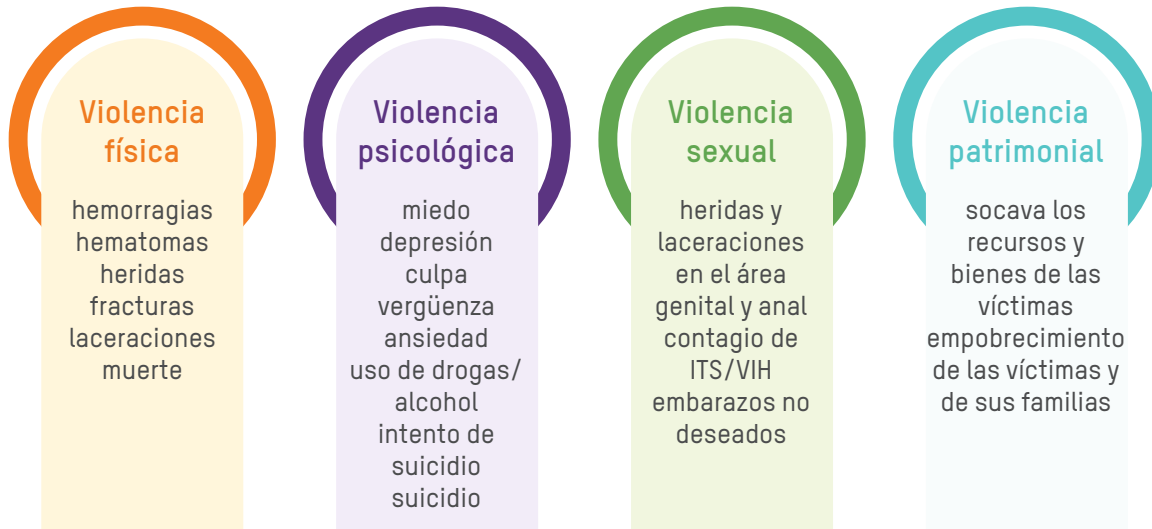 Violencia
física
hemorragias
hematomas
heridas
fracturas
laceraciones
muerte
Violencia
psicológica
miedo
depresión
culpa
vergüenza
ansiedad
uso de drogas/
alcohol
intento de
suicidio
suicidio
Violencia
sexual
heridas y
laceraciones
en el área
genital y anal
contagio de
ITS/VIH
embarazos no
deseados
Violencia
patrimonial
socava los
recursos y
bienes de las
víctimas
empobrecimiento
de las víctimas y
de sus familias